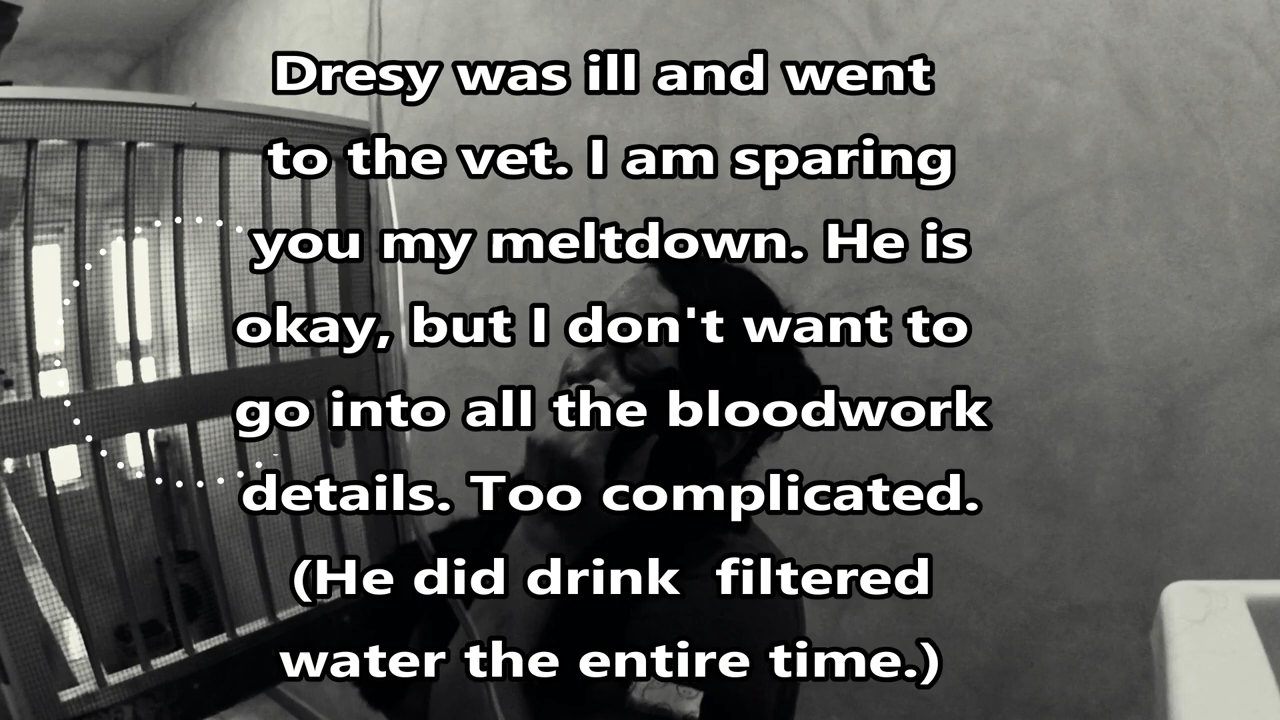 Dresy was ill and went
to the vet. I am sparing
you my meltdown. He is
okay, but I don't want to
go into all the bloodwork
details. Too complicated.
(He did drink  filtered
water the entire time.)